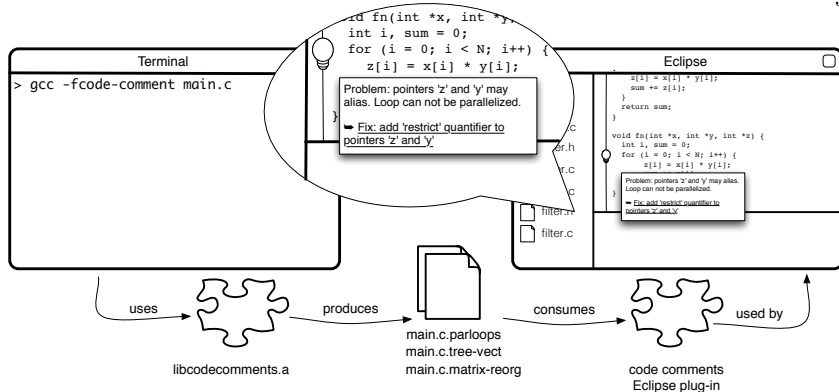 Terminal
> gcc -fcode-comment main.c
void fn(int *x, int *y,
int i, sum = 0;
for (i = 0; i < N; i++) {
z[i] = x[i] * y[i];
Problem: pointers 'z' and 'y' may
alias. Loop can not be parallelized.
➥ Fix: add 'restrict' quantifier to
pointers 'z' and 'y'
}
Eclipse
.c
er.h
er.c
.c
filter.h
filter.c
z[i] = x[i] * y[i];
sum += z[i];
}
return sum;
}
void fn(int *x, int *y, int *z) {
int i, sum = 0;
for (i = 0; i < N; i++) {
z[i] = x[i] * y[i];
}
Problem: pointers 'z' and 'y' may alias.
Loop can not be parallelized.
➥ Fix: add 'restrict' quantifier to
pointers 'z' and 'y'
uses
produces
consumes
used by
libcodecomments.a
main.c.parloops
main.c.tree-vect
main.c.matrix-reorg
code comments
Eclipse plug-in